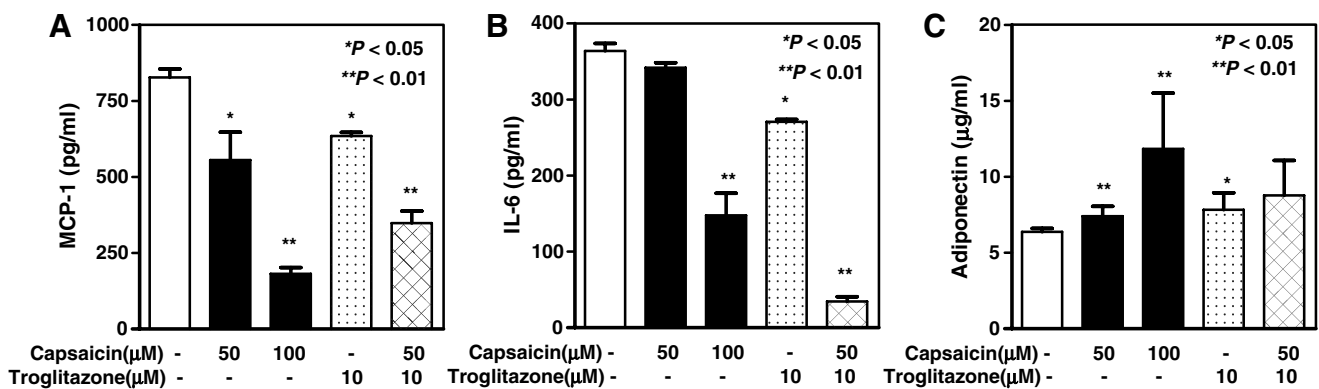 A
MCP-1 (pg/ml)
1000
750
500
250
0
*P < 0.05
**P < 0.01
*
**
*
**
B
IL-6 (pg/ml)
400
300
200
100
0
*P < 0.05
**P < 0.01
**
*
**
C
Adiponectin (μg/ml)
20
15
10
5
0
*P < 0.05
**P < 0.01
**
**
*
Capsaicin(μM) - 50 100 - 50
Troglitazone(μM) - - - 10 10
Capsaicin(μM) - 50 100 - 50
Troglitazone(μM) - - - 10 10
Capsaicin(μM) - 50 100 - 50
Troglitazone(μM) - - - 10 10